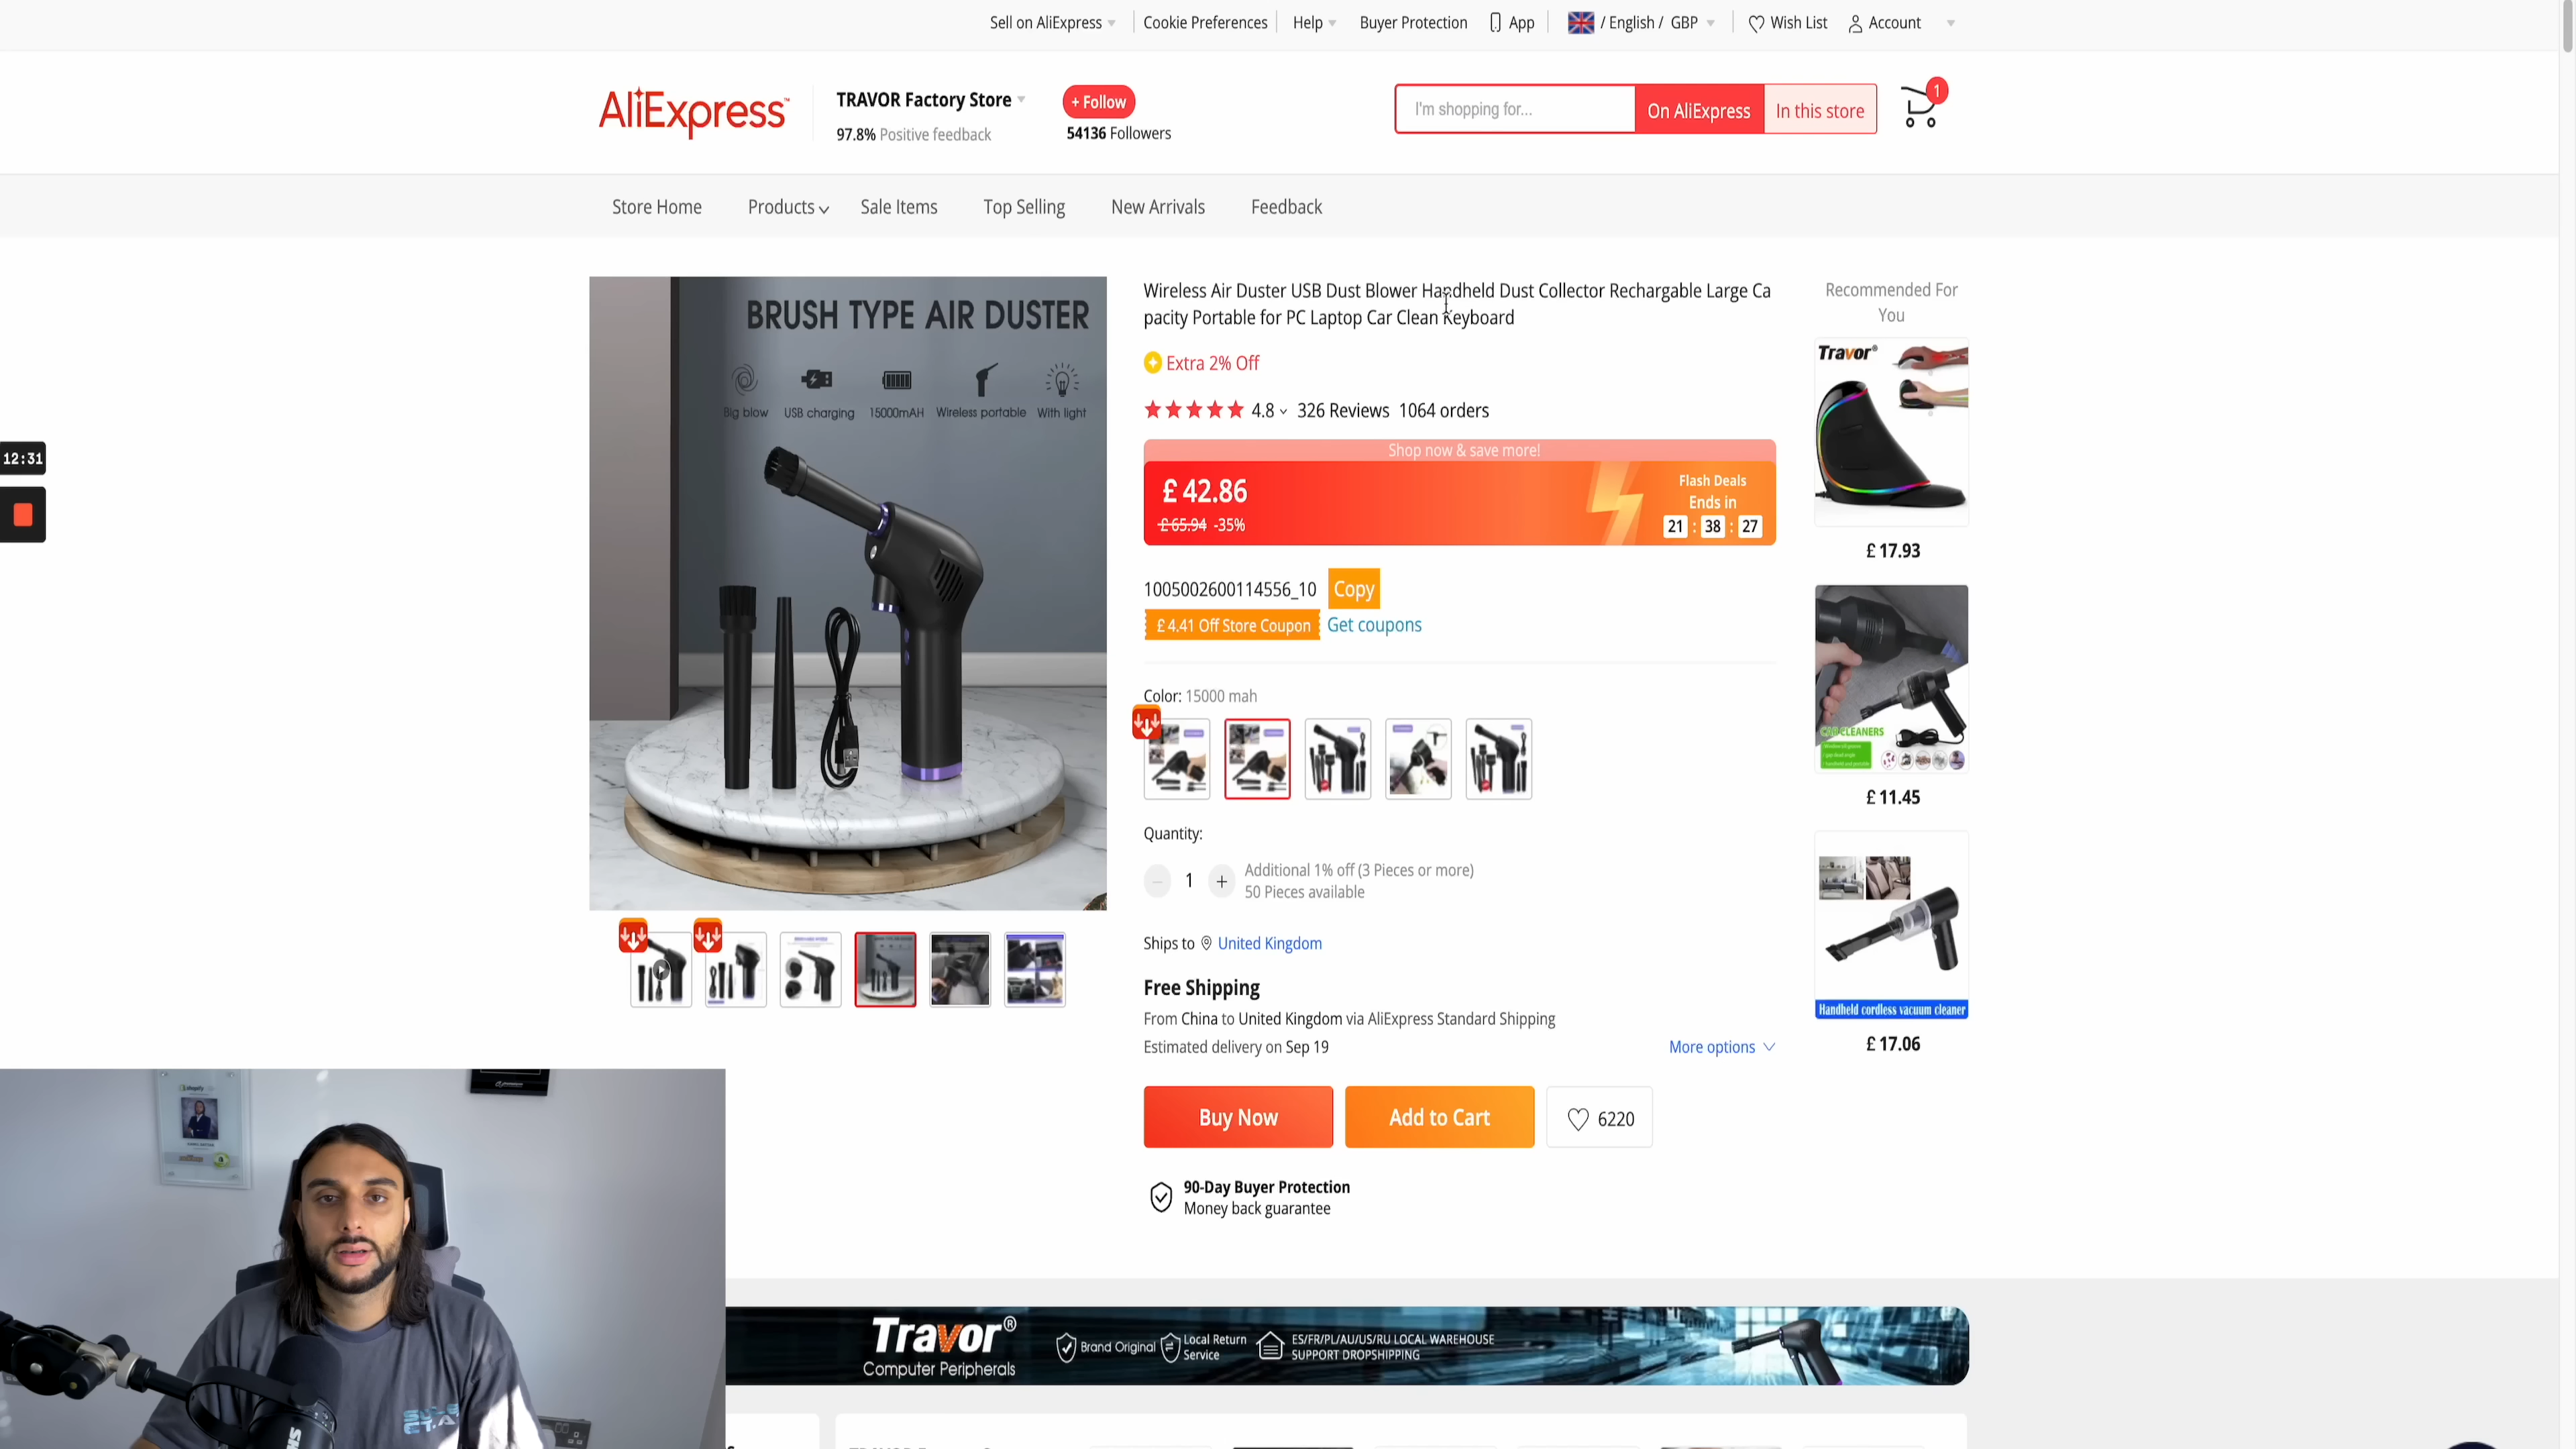 Sell on AliExpress
Cookie Preferences
Help
Buyer Protection
App
/ English / GBP
Wish List
Account
AliExpress™
TRAVOR Factory Store
97.8% Positive feedback
+ Follow
54136 Followers
I'm shopping for...
On AliExpress
In this store
1
Store Home
Products
Sale Items
Top Selling
New Arrivals
Feedback
BRUSH TYPE AIR DUSTER
Big blow
USB charging
15000mAH
Wireless portable
With light
Wireless Air Duster USB Dust Blower Handheld Dust Collector Rechargable Large Ca
pacity Portable for PC Laptop Car Clean Keyboard
Extra 2% Off
4.8
326 Reviews
1064 orders
Shop now & save more!
£ 42.86
£ 65.94 -35%
Flash Deals
Ends in
21 : 38 : 27
1005002600114556_10
Copy
£ 4.41 Off Store Coupon
Get coupons
Color: 15000 mah
Quantity:
1
Additional 1% off (3 Pieces or more)
50 Pieces available
Ships to
United Kingdom
Free Shipping
From China to United Kingdom via AliExpress Standard Shipping
Estimated delivery on Sep 19
More options
Buy Now
Add to Cart
6220
90-Day Buyer Protection
Money back guarantee
Recommended For
You
Travor®
£ 17.93
CAR CLEANERS
£ 11.45
Handheld cordless vacuum cleaner
£ 17.06
12:31
Travor®
Computer Peripherals
Brand Original
Local Return
Service
ES/FR/PL/AU/US/RU LOCAL WAREHOUSE
SUPPORT DROPSHIPPING
shopify